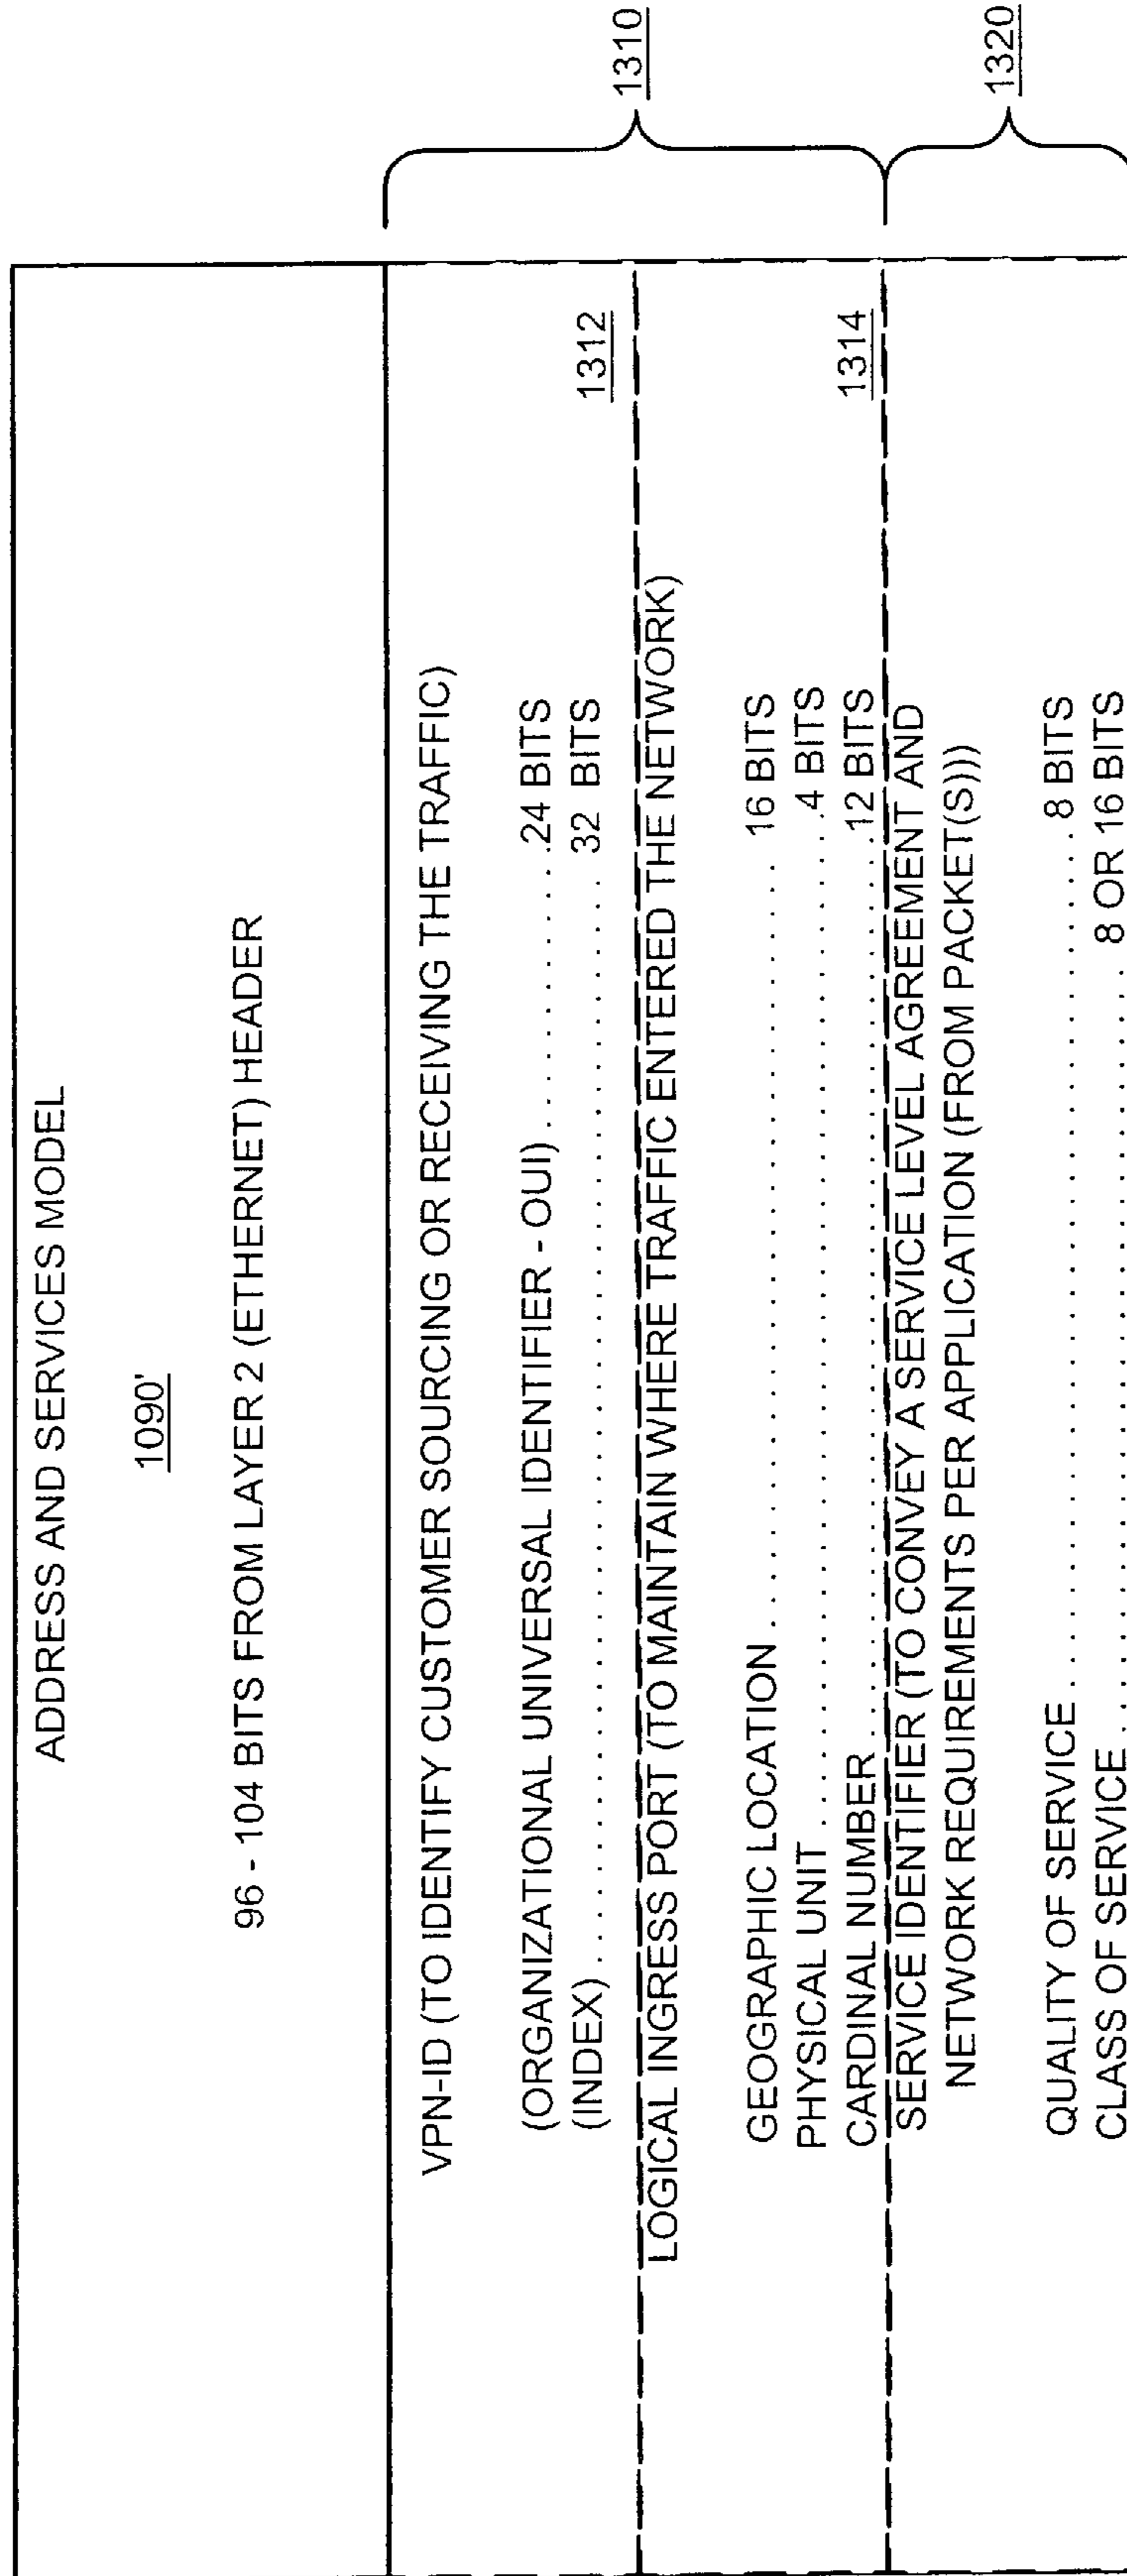 ADDRESS AND SERVICES MODEL
1090'
96 - 104 BITS FROM LAYER 2 (ETHERNET) HEADER
VPN-ID (TO IDENTIFY CUSTOMER SOURCING OR RECEIVING THE TRAFFIC)
(ORGANIZATIONAL UNIVERSAL IDENTIFIER - OUI)..........24 BITS
(INDEX)..........32 BITS
1312
LOGICAL INGRESS PORT (TO MAINTAIN WHERE TRAFFIC ENTERED THE NETWORK)
GEOGRAPHIC LOCATION..........16 BITS
PHYSICAL UNIT..........4 BITS
CARDINAL NUMBER..........12 BITS
1314
1310
SERVICE IDENTIFIER (TO CONVEY A SERVICE LEVEL AGREEMENT AND
NETWORK REQUIREMENTS PER APPLICATION (FROM PACKET(S)))
QUALITY OF SERVICE..........8 BITS
CLASS OF SERVICE..........8 OR 16 BITS
1320